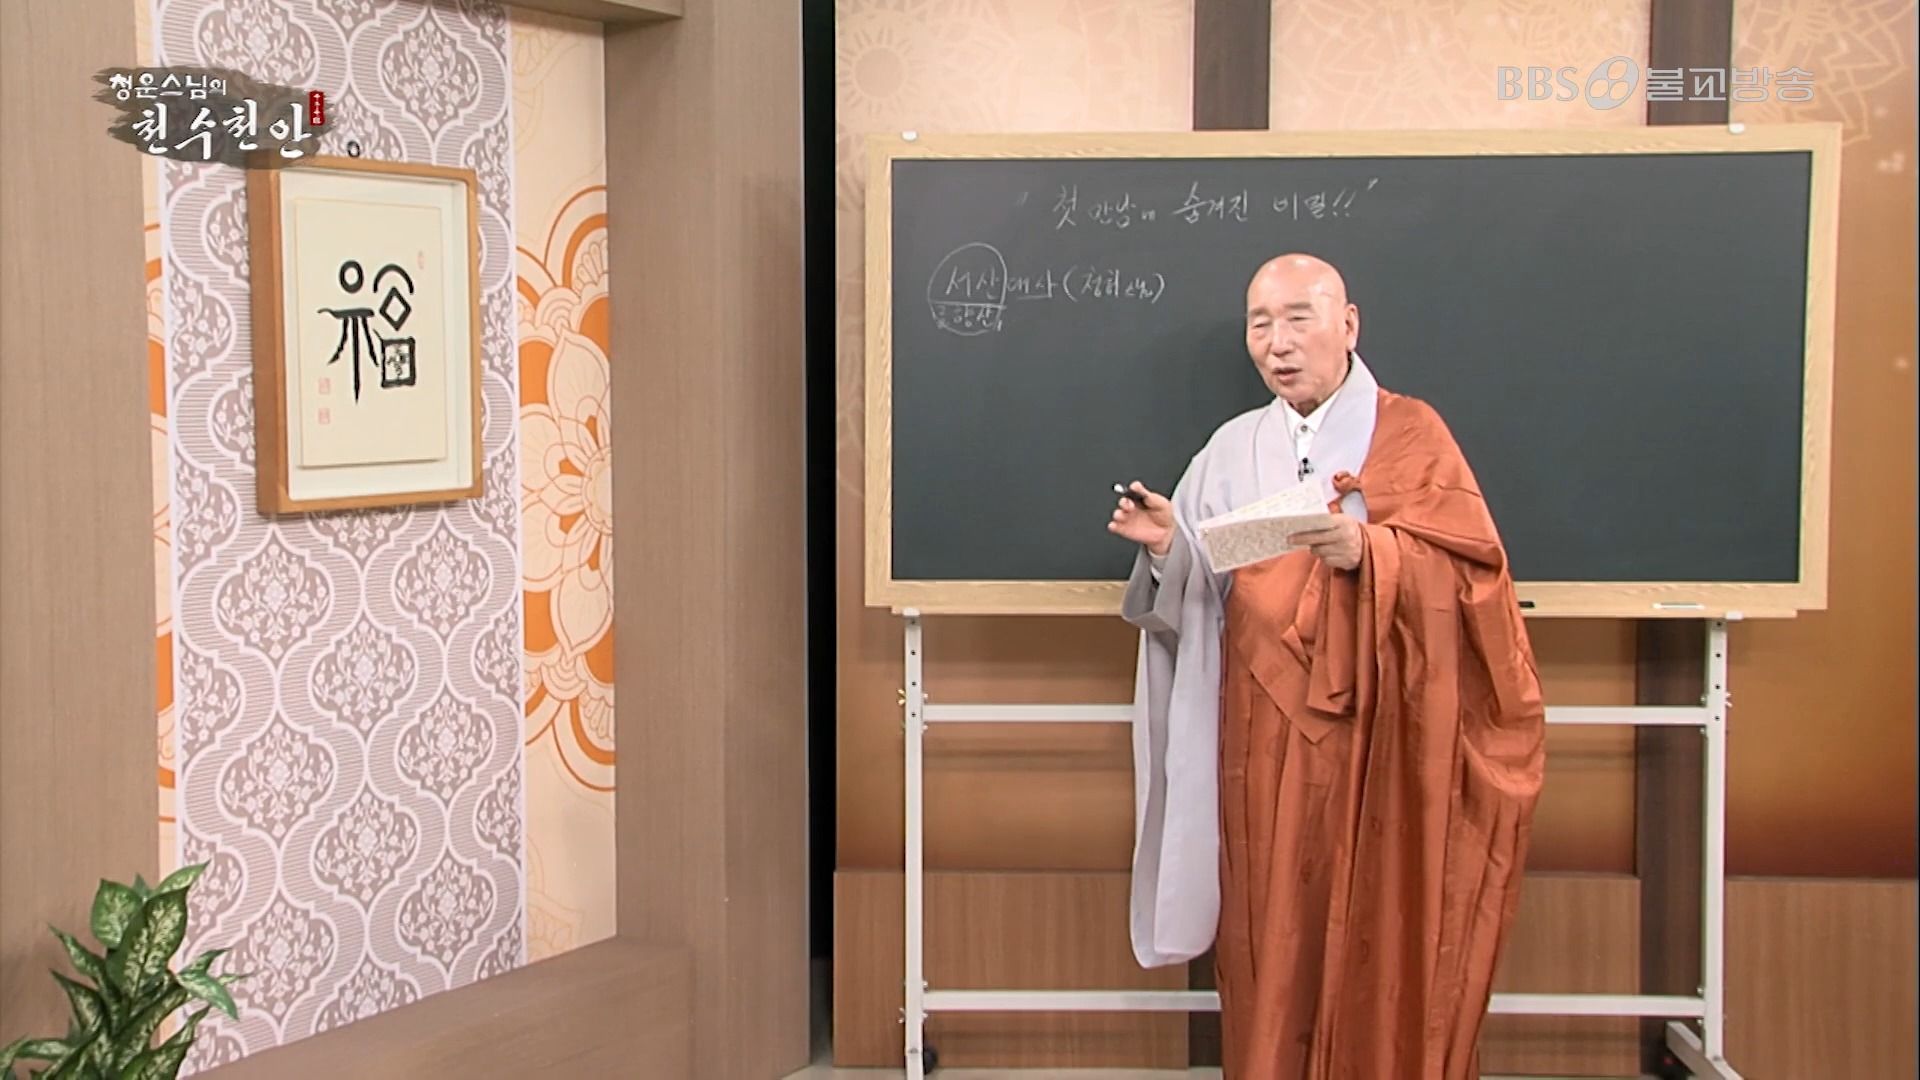 청운스님의
천수천안
BBS 불교방송
"첫 만남에 숨겨진 비밀!!"
서산대사 (청허스님)
묘향산
福